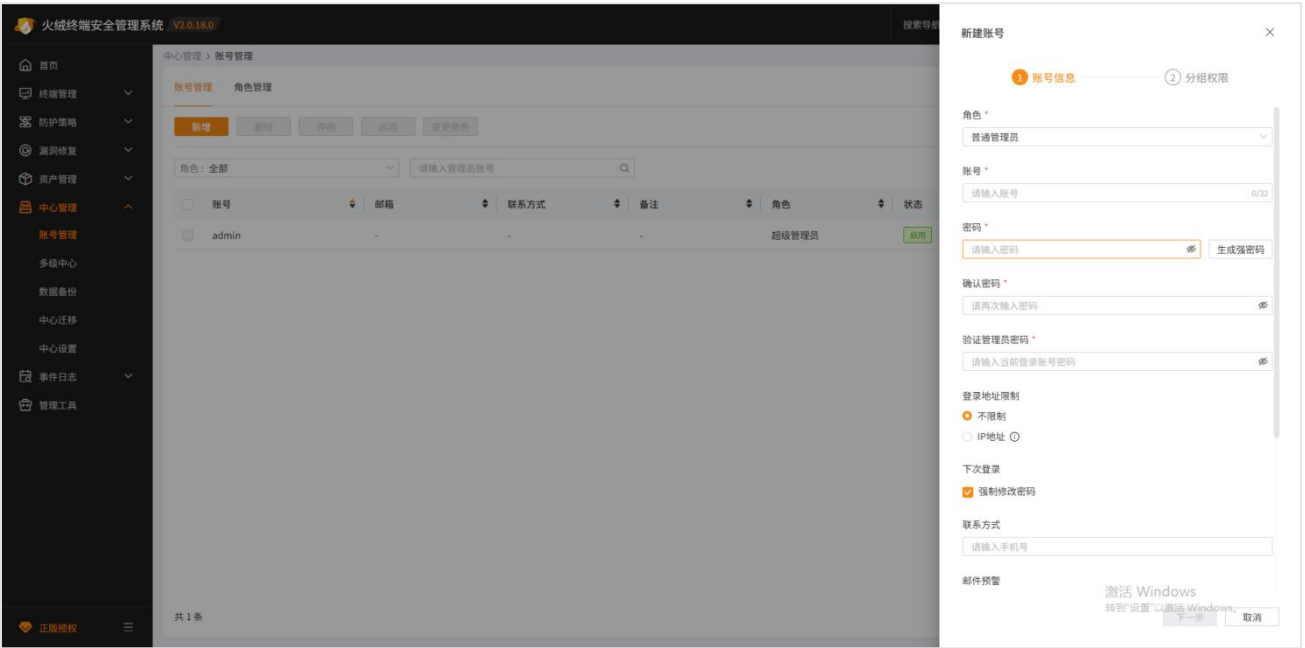 火绒终端安全管理系统 V2.0.18.0
搜索导航
首页
终端管理
防护策略
漏洞修复
资产管理
中心管理
账号管理
多级中心
数据备份
中心迁移
中心设置
事件日志
管理工具
正版授权
中心管理 > 账号管理
账号管理 角色管理
新增 删除 停用 启用 变更角色
角色: 全部 请输入管理员账号
账号 邮箱 联系方式 备注 角色 状态
admin - - - 超级管理员 启用
共 1 条
新建账号
1 账号信息 2 分组权限
角色 *
普通管理员
账号 *
请输入账号 0/32
密码 *
请输入密码 生成强密码
确认密码 *
请再次输入密码
验证管理员密码 *
请输入当前登录账号密码
登录地址限制
不限制
IP地址
下次登录
强制修改密码
联系方式
请输入手机号
邮件预警
激活 Windows
转到"设置"以激活 Windows。
下一步 取消